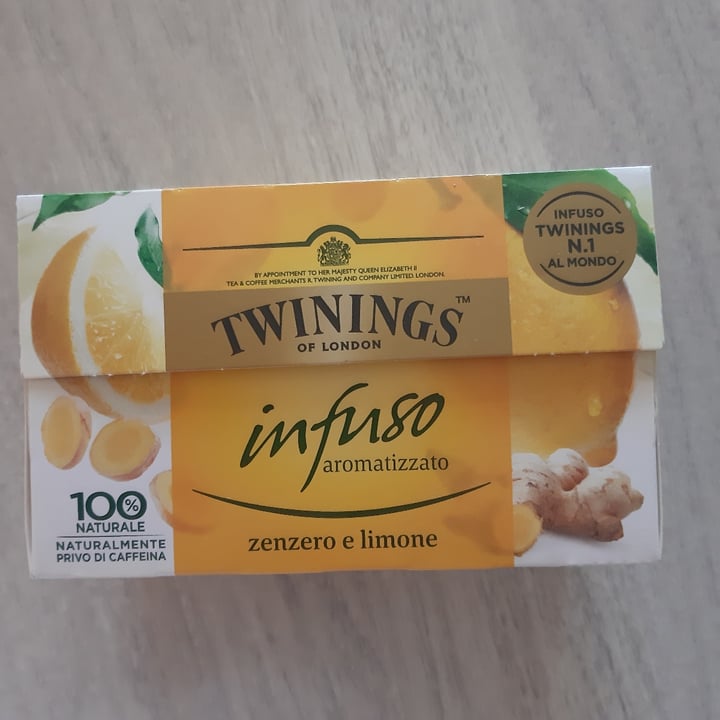 INFUSO
TWININGS
N.1
AL MONDO
BY APPOINTMENT TO HER MAJESTY QUEEN ELIZABETH II
TEA & COFFEE MERCHANTS R. TWINING AND COMPANY LIMITED, LONDON.
TWININGS™
OF LONDON
infuso
aromatizzato
zenzero e limone
100%
NATURALE
NATURALMENTE
PRIVO DI CAFFEINA